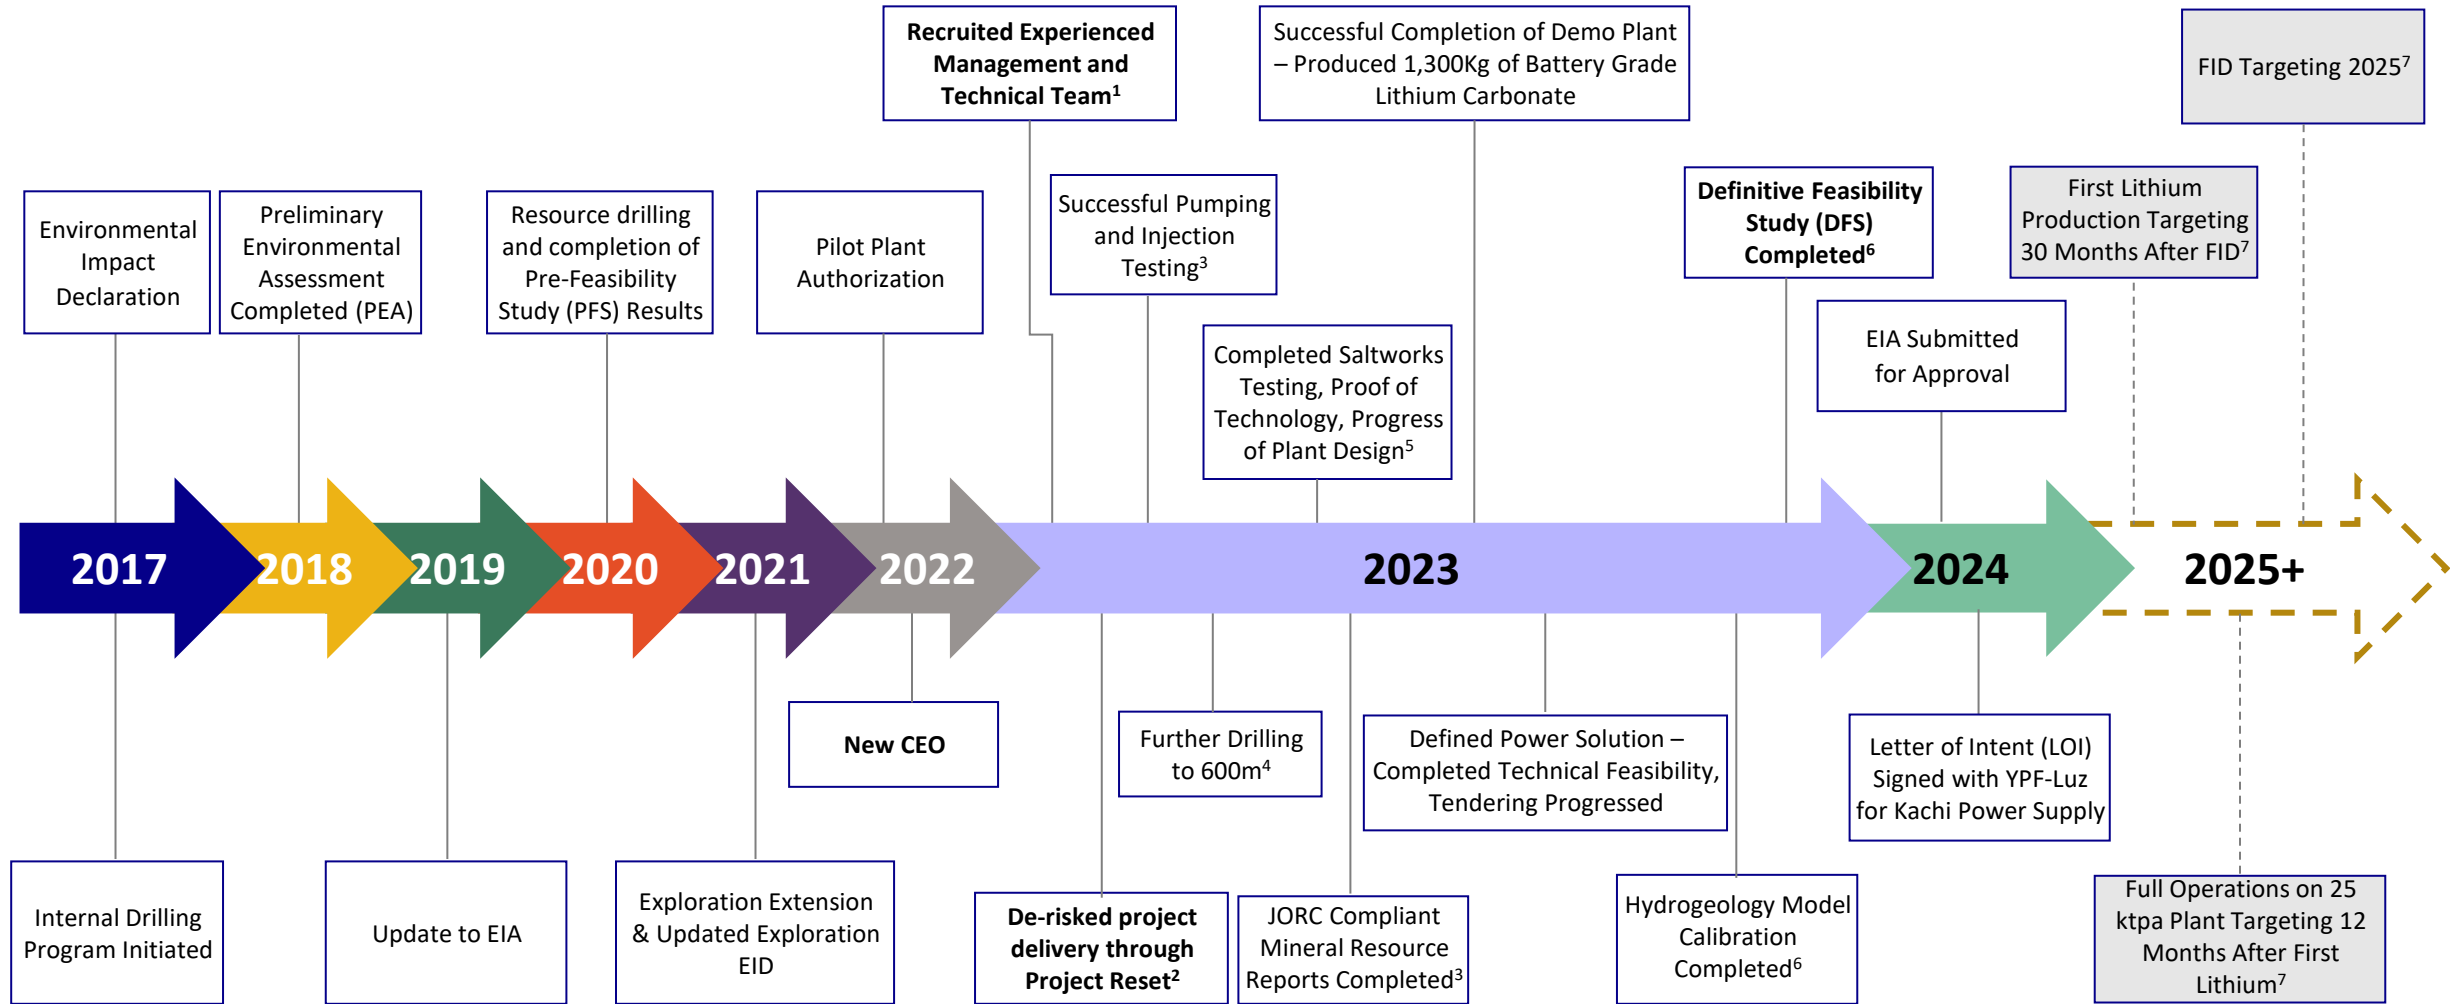 Recruited Experienced
Management and
Technical Team¹
Successful Completion of Demo Plant
– Produced 1,300Kg of Battery Grade
Lithium Carbonate
FID Targeting 2025⁷
Environmental
Impact
Declaration
Preliminary
Environmental
Assessment
Completed (PEA)
Resource drilling
and completion of
Pre-Feasibility
Study (PFS) Results
Pilot Plant
Authorization
Successful Pumping
and Injection
Testing³
Completed Saltworks
Testing, Proof of
Technology, Progress
of Plant Design⁵
Definitive Feasibility
Study (DFS)
Completed⁶
EIA Submitted
for Approval
First Lithium
Production Targeting
30 Months After FID⁷
2017
2018
2019
2020
2021
2022
2023
2024
2025+
Internal Drilling
Program Initiated
Update to EIA
Exploration Extension
& Updated Exploration
EID
New CEO
De-risked project
delivery through
Project Reset²
Further Drilling
to 600m⁴
JORC Compliant
Mineral Resource
Reports Completed³
Defined Power Solution –
Completed Technical Feasibility,
Tendering Progressed
Hydrogeology Model
Calibration
Completed⁶
Letter of Intent (LOI)
Signed with YPF-Luz
for Kachi Power Supply
Full Operations on 25
ktpa Plant Targeting 12
Months After First
Lithium⁷